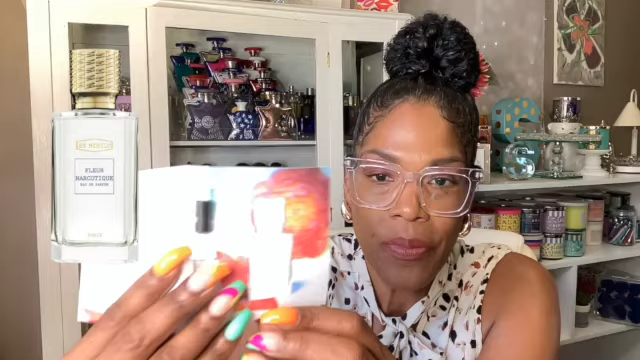 EX NIHILO
FLEUR
NARCOTIQUE
EAU DE PARFUM
PARIS